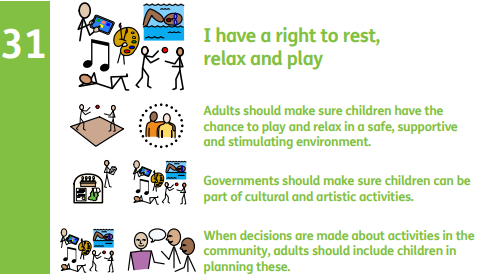 31
I have a right to rest,
relax and play
Adults should make sure children have the
chance to play and relax in a safe, supportive
and stimulating environment.
Governments should make sure children can be
part of cultural and artistic activities.
When decisions are made about activities in the
community, adults should include children in
planning these.